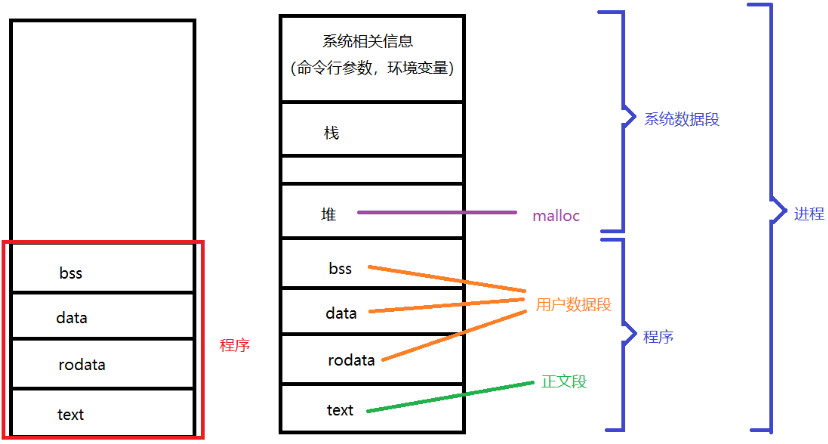 bss
data
rodata
text
程序
系统相关信息
(命令行参数，环境变量)
栈
堆
malloc
bss
data
rodata
text
用户数据段
正文段
系统数据段
程序
进程